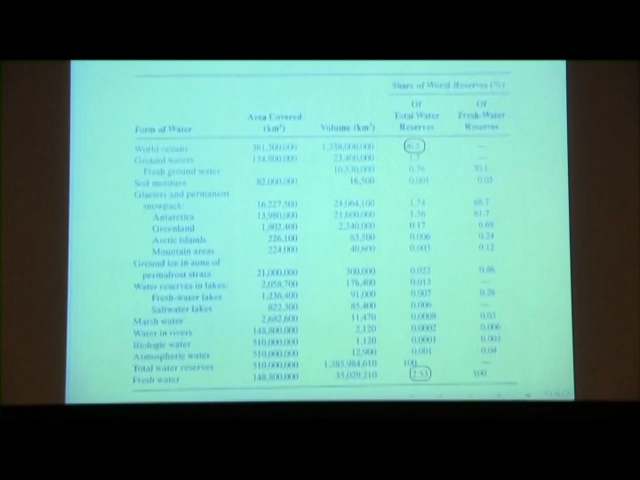 Share of World Reserves (%)
Of Of
Area Covered Total Water Fresh-Water
Form of Water (km²) Volume (km³) Reserves Reserves
World oceans 361,300,000 1,338,000,000 96.5 —
Ground waters 134,800,000 23,400,000 1.7 —
Fresh ground water 10,530,000 0.76 30.1
Soil moisture 82,000,000 16,500 0.001 0.05
Glaciers and permanent
snowpack: 16,227,500 24,064,100 1.74 68.7
Antarctica 13,980,000 21,600,000 1.56 61.7
Greenland 1,802,400 2,340,000 0.17 6.68
Arctic islands 226,100 83,500 0.006 0.24
Mountain areas 224,000 40,600 0.003 0.12
Ground ice in zone of
permafrost strata 21,000,000 300,000 0.022 0.86
Water reserves in lakes: 2,058,700 176,400 0.013 —
Fresh-water lakes 1,236,400 91,000 0.007 0.26
Saltwater lakes 822,300 85,400 0.006 —
Marsh water 2,682,600 11,470 0.0008 0.03
Water in rivers 148,800,000 2,120 0.0002 0.006
Biologic water 510,000,000 1,120 0.0001 0.003
Atmospheric water 510,000,000 12,900 0.001 0.04
Total water reserves 510,000,000 1,385,984,610 100 —
Fresh water 148,800,000 35,029,210 2.53 100